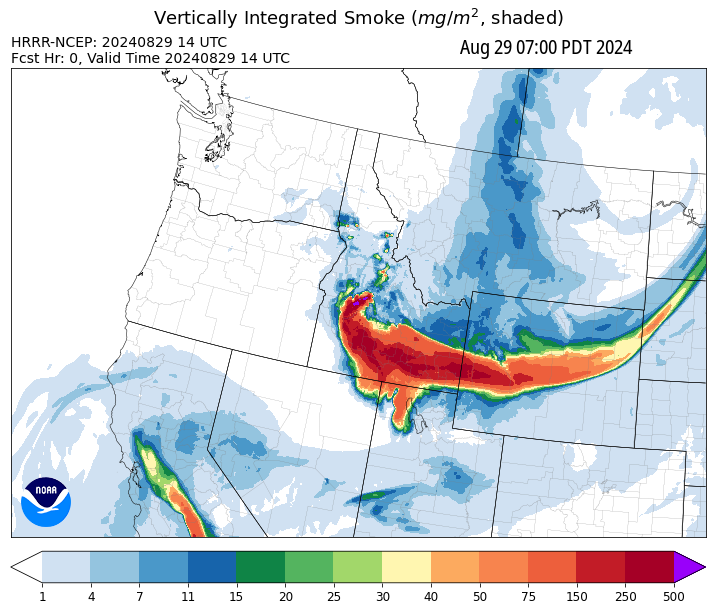 Vertically Integrated Smoke (mg/m², shaded)
HRRR-NCEP: 20240829 14 UTC
Fcst Hr: 0, Valid Time 20240829 14 UTC
Aug 29 07:00 PDT 2024
NOAA
1 4 7 11 15 20 25 30 40 50 75 150 250 500